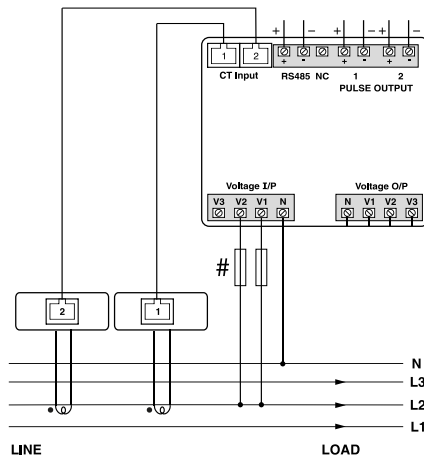 + − + − + −
1 2
+ - + - + -
CT Input RS485 NC 1 2
PULSE OUTPUT
Voltage I/P Voltage O/P
V3 V2 V1 N N V1 V2 V3
#
2 1
N
L3
L2
L1
LINE LOAD